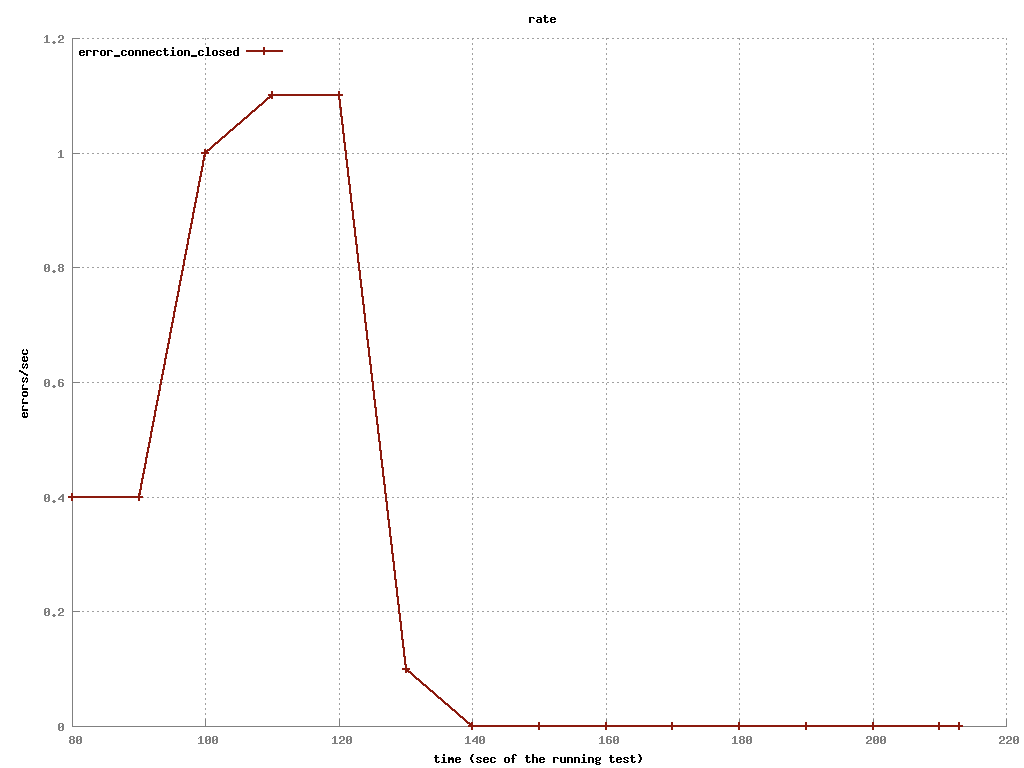 rate
1.2
error_connection_closed
1
0.8
0.6
errors/sec
0.4
0.2
0
80 100 120 140 160 180 200 220
time (sec of the running test)